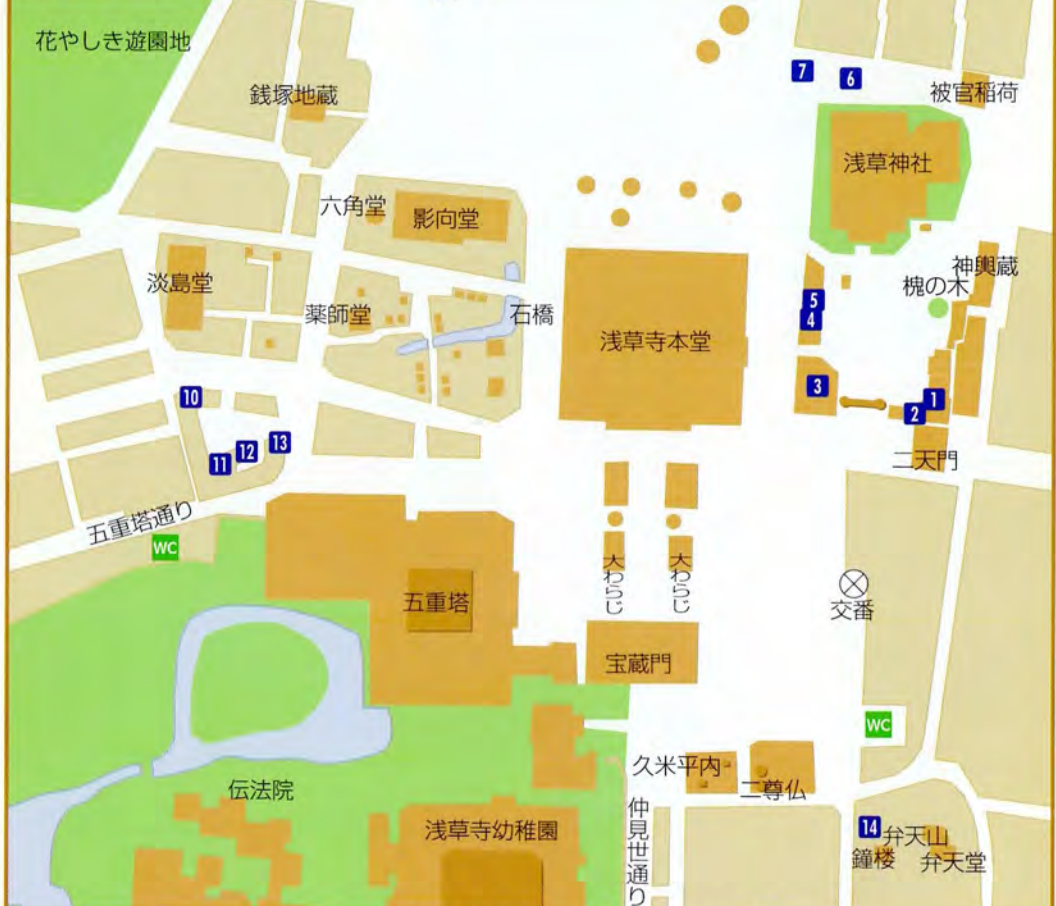 花やしき遊園地
銭塚地蔵
7
6
被官稲荷
浅草神社
六角堂
影向堂
淡島堂
薬師堂
石橋
神輿蔵
槐の木
5
4
浅草寺本堂
3
1
2
10
13
12
11
二天門
五重塔通り
WC
大わらじ
大わらじ
五重塔
交番
宝蔵門
WC
久米平内
二尊仏
伝法院
仲見世通り
浅草寺幼稚園
14
弁天山
鐘楼
弁天堂